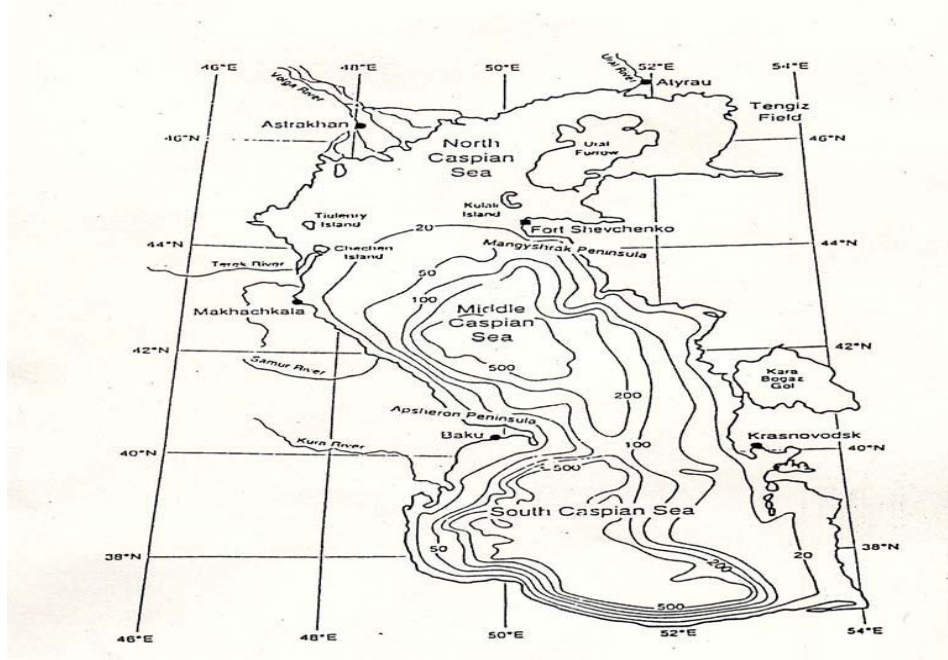 46°E
48°E
50°E
52°E
54°E
Ural River
Atyrau
Volga River
Tengiz
Field
Astrakhan
46°N
46°N
North
Caspian
Sea
Ural
Furrow
Kulali
Island
Tiulenry
Island
20
Fort Shevchenko
44°N
44°N
Chechen
Island
Mangyshrak Peninsula
Terek River
50
100
Makhachkala
Middle
Caspian
Sea
42°N
42°N
Samur River
500
Kara
Bogaz
Gol
200
Apsheron Peninsula
Baku
Kura River
100
Krasnovodsk
40°N
40°N
500
South Caspian Sea
50
38°N
38°N
20
200
500
46°E
48°E
50°E
52°E
54°E